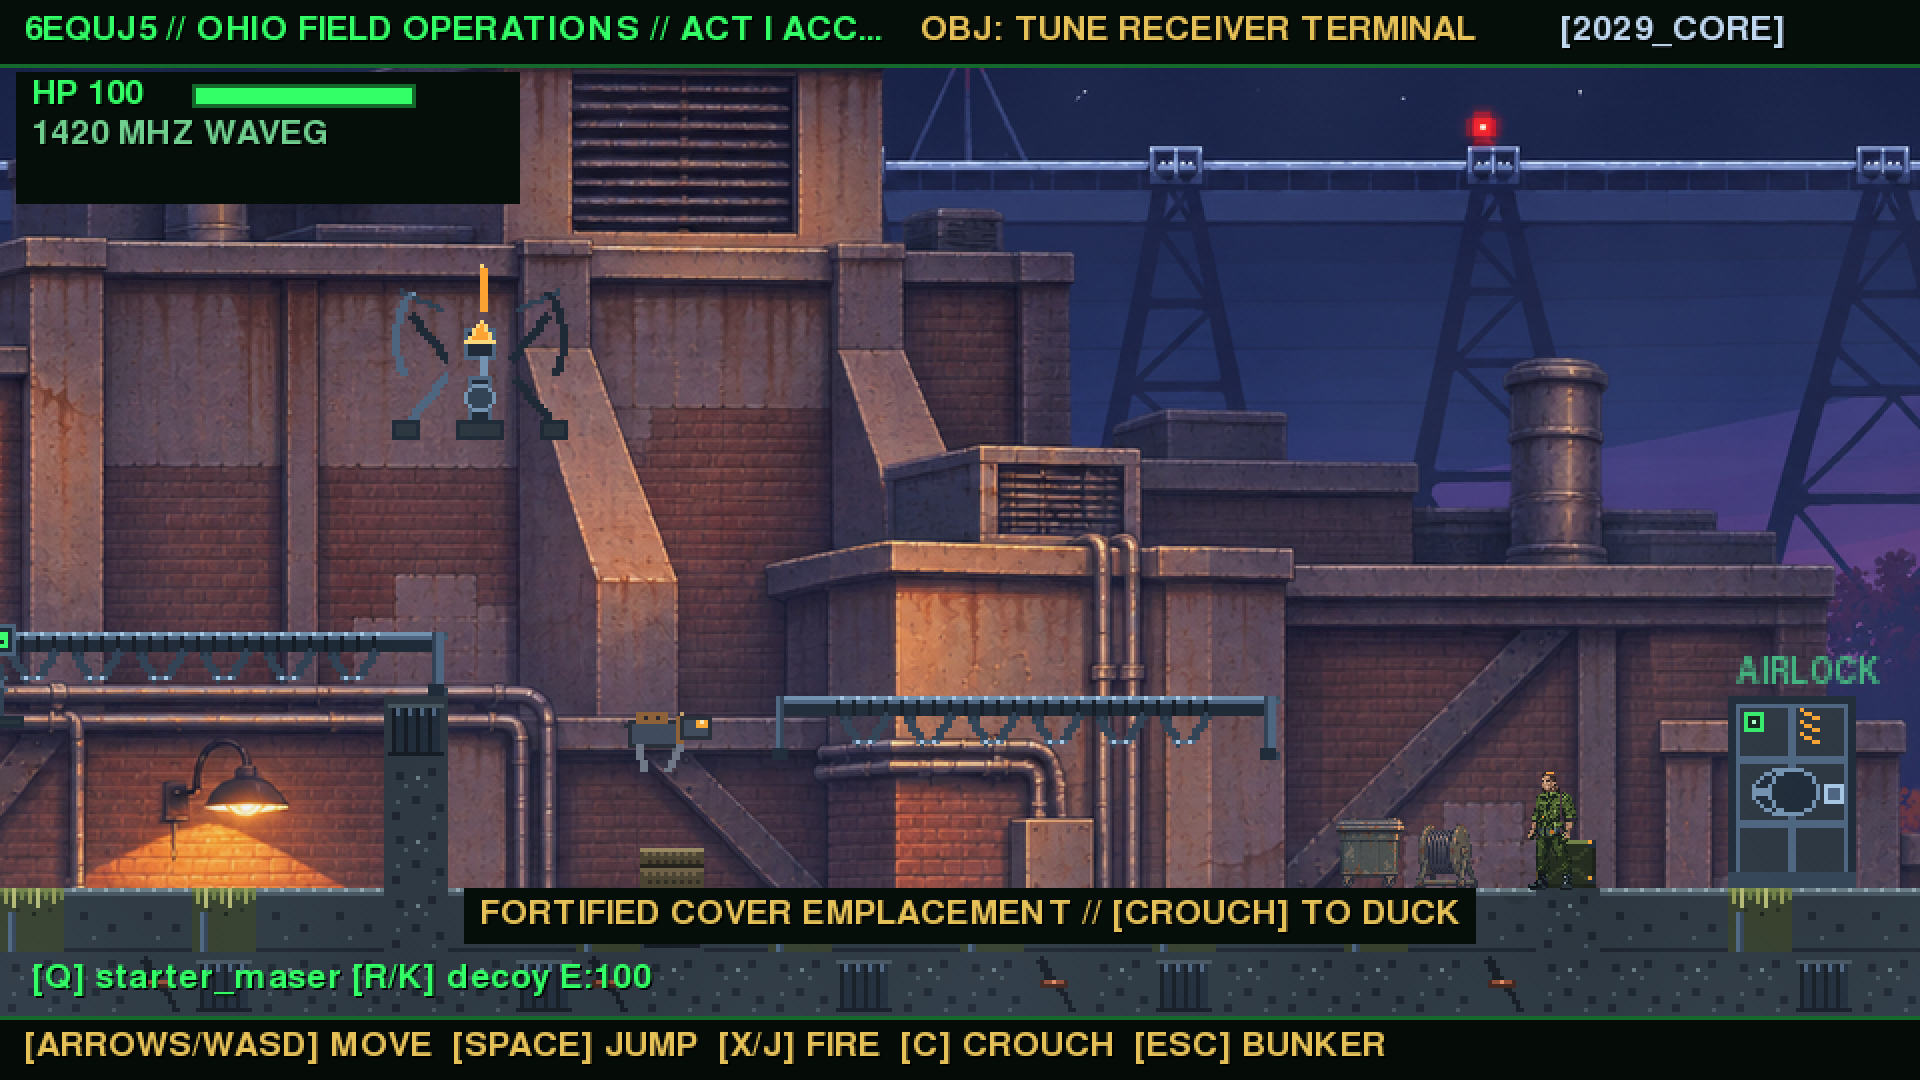 6EQUJ5 // OHIO FIELD OPERATIONS // ACT I ACC... OBJ: TUNE RECEIVER TERMINAL [2029_CORE]
HP 100
1420 MHZ WAVEG
AIRLOCK
FORTIFIED COVER EMPLACEMENT // [CROUCH] TO DUCK
[Q] starter_maser [R/K] decoy E:100
[ARROWS/WASD] MOVE [SPACE] JUMP [X/J] FIRE [C] CROUCH [ESC] BUNKER